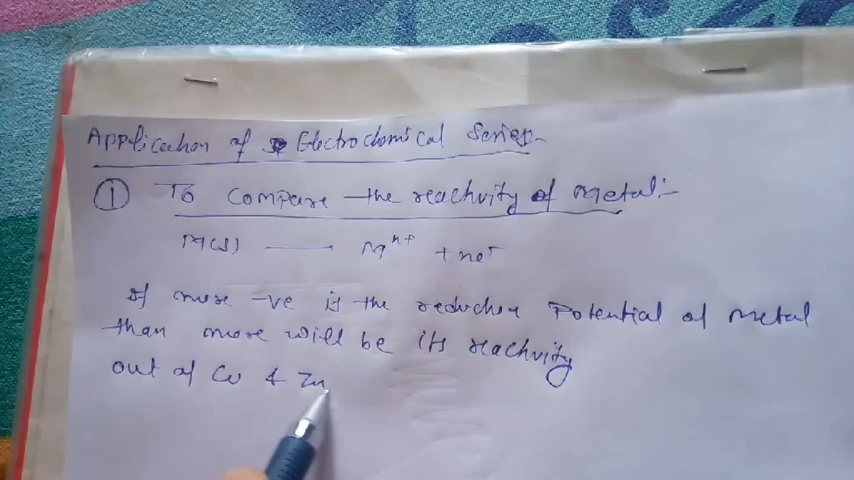 Application of Electrochemical Series-
① To Compare the reactivity of Metal:-
M(s) ⟶ Mⁿ⁺ + ne⁻
If more -ve is the reduction Potential of metal
than more will be its reactivity
out of Cu & Zn